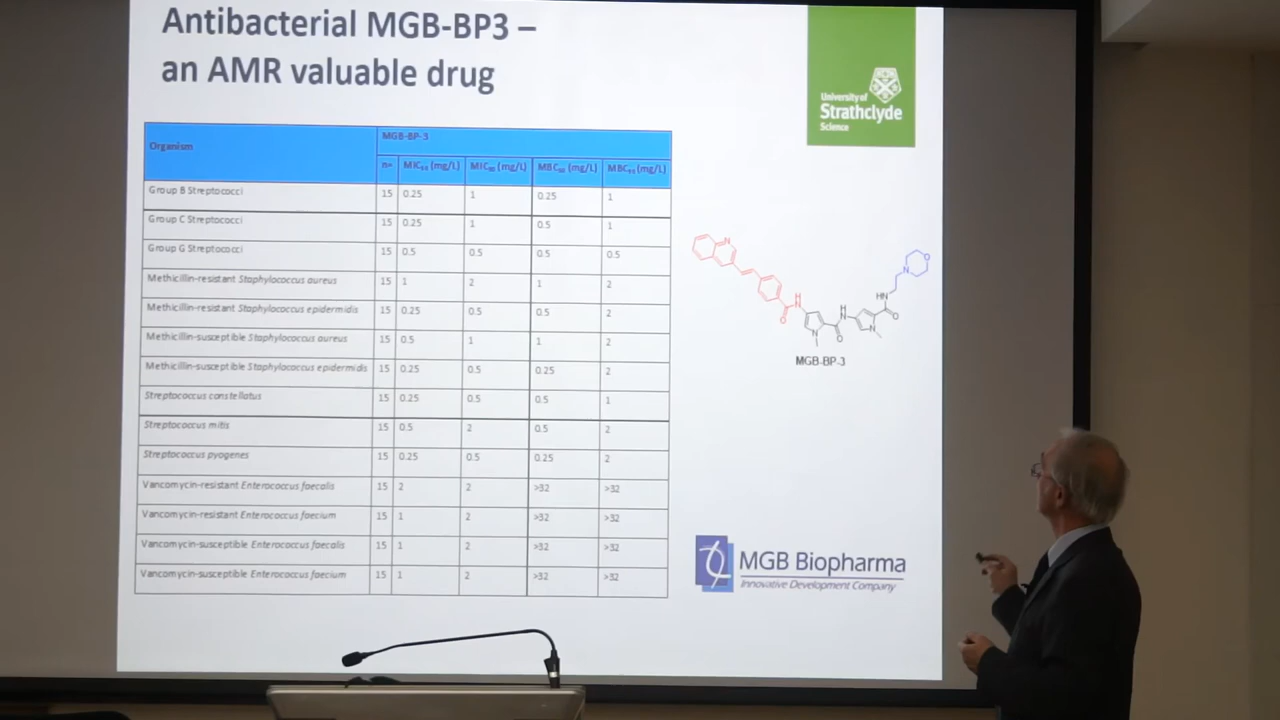 Antibacterial MGB-BP3 –
an AMR valuable drug
University of
Strathclyde
Science
Organism MGB-BP-3
n= MIC₅₀ (mg/L) MIC₉₀ (mg/L) MBC₅₀ (mg/L) MBC₉₀ (mg/L)
Group B Streptococci 15 0.25 1 0.25 1
Group C Streptococci 15 0.25 1 0.5 1
Group G Streptococci 15 0.5 0.5 0.5 0.5
Methicillin-resistant Staphylococcus aureus 15 1 2 1 2
Methicillin-resistant Staphylococcus epidermidis 15 0.25 0.5 0.5 2
Methicillin-susceptible Staphylococcus aureus 15 0.5 1 1 2
Methicillin-susceptible Staphylococcus epidermidis 15 0.25 0.5 0.25 2
Streptococcus constellatus 15 0.25 0.5 0.5 1
Streptococcus mitis 15 0.5 2 0.5 2
Streptococcus pyogenes 15 0.25 0.5 0.25 2
Vancomycin-resistant Enterococcus faecalis 15 2 2 >32 >32
Vancomycin-resistant Enterococcus faecium 15 1 2 >32 >32
Vancomycin-susceptible Enterococcus faecalis 15 1 2 >32 >32
Vancomycin-susceptible Enterococcus faecium 15 1 2 >32 >32
N
H
N
O
N
O
H
N
N
O
HN
N
O
MGB-BP-3
MGB Biopharma
Innovative Development Company